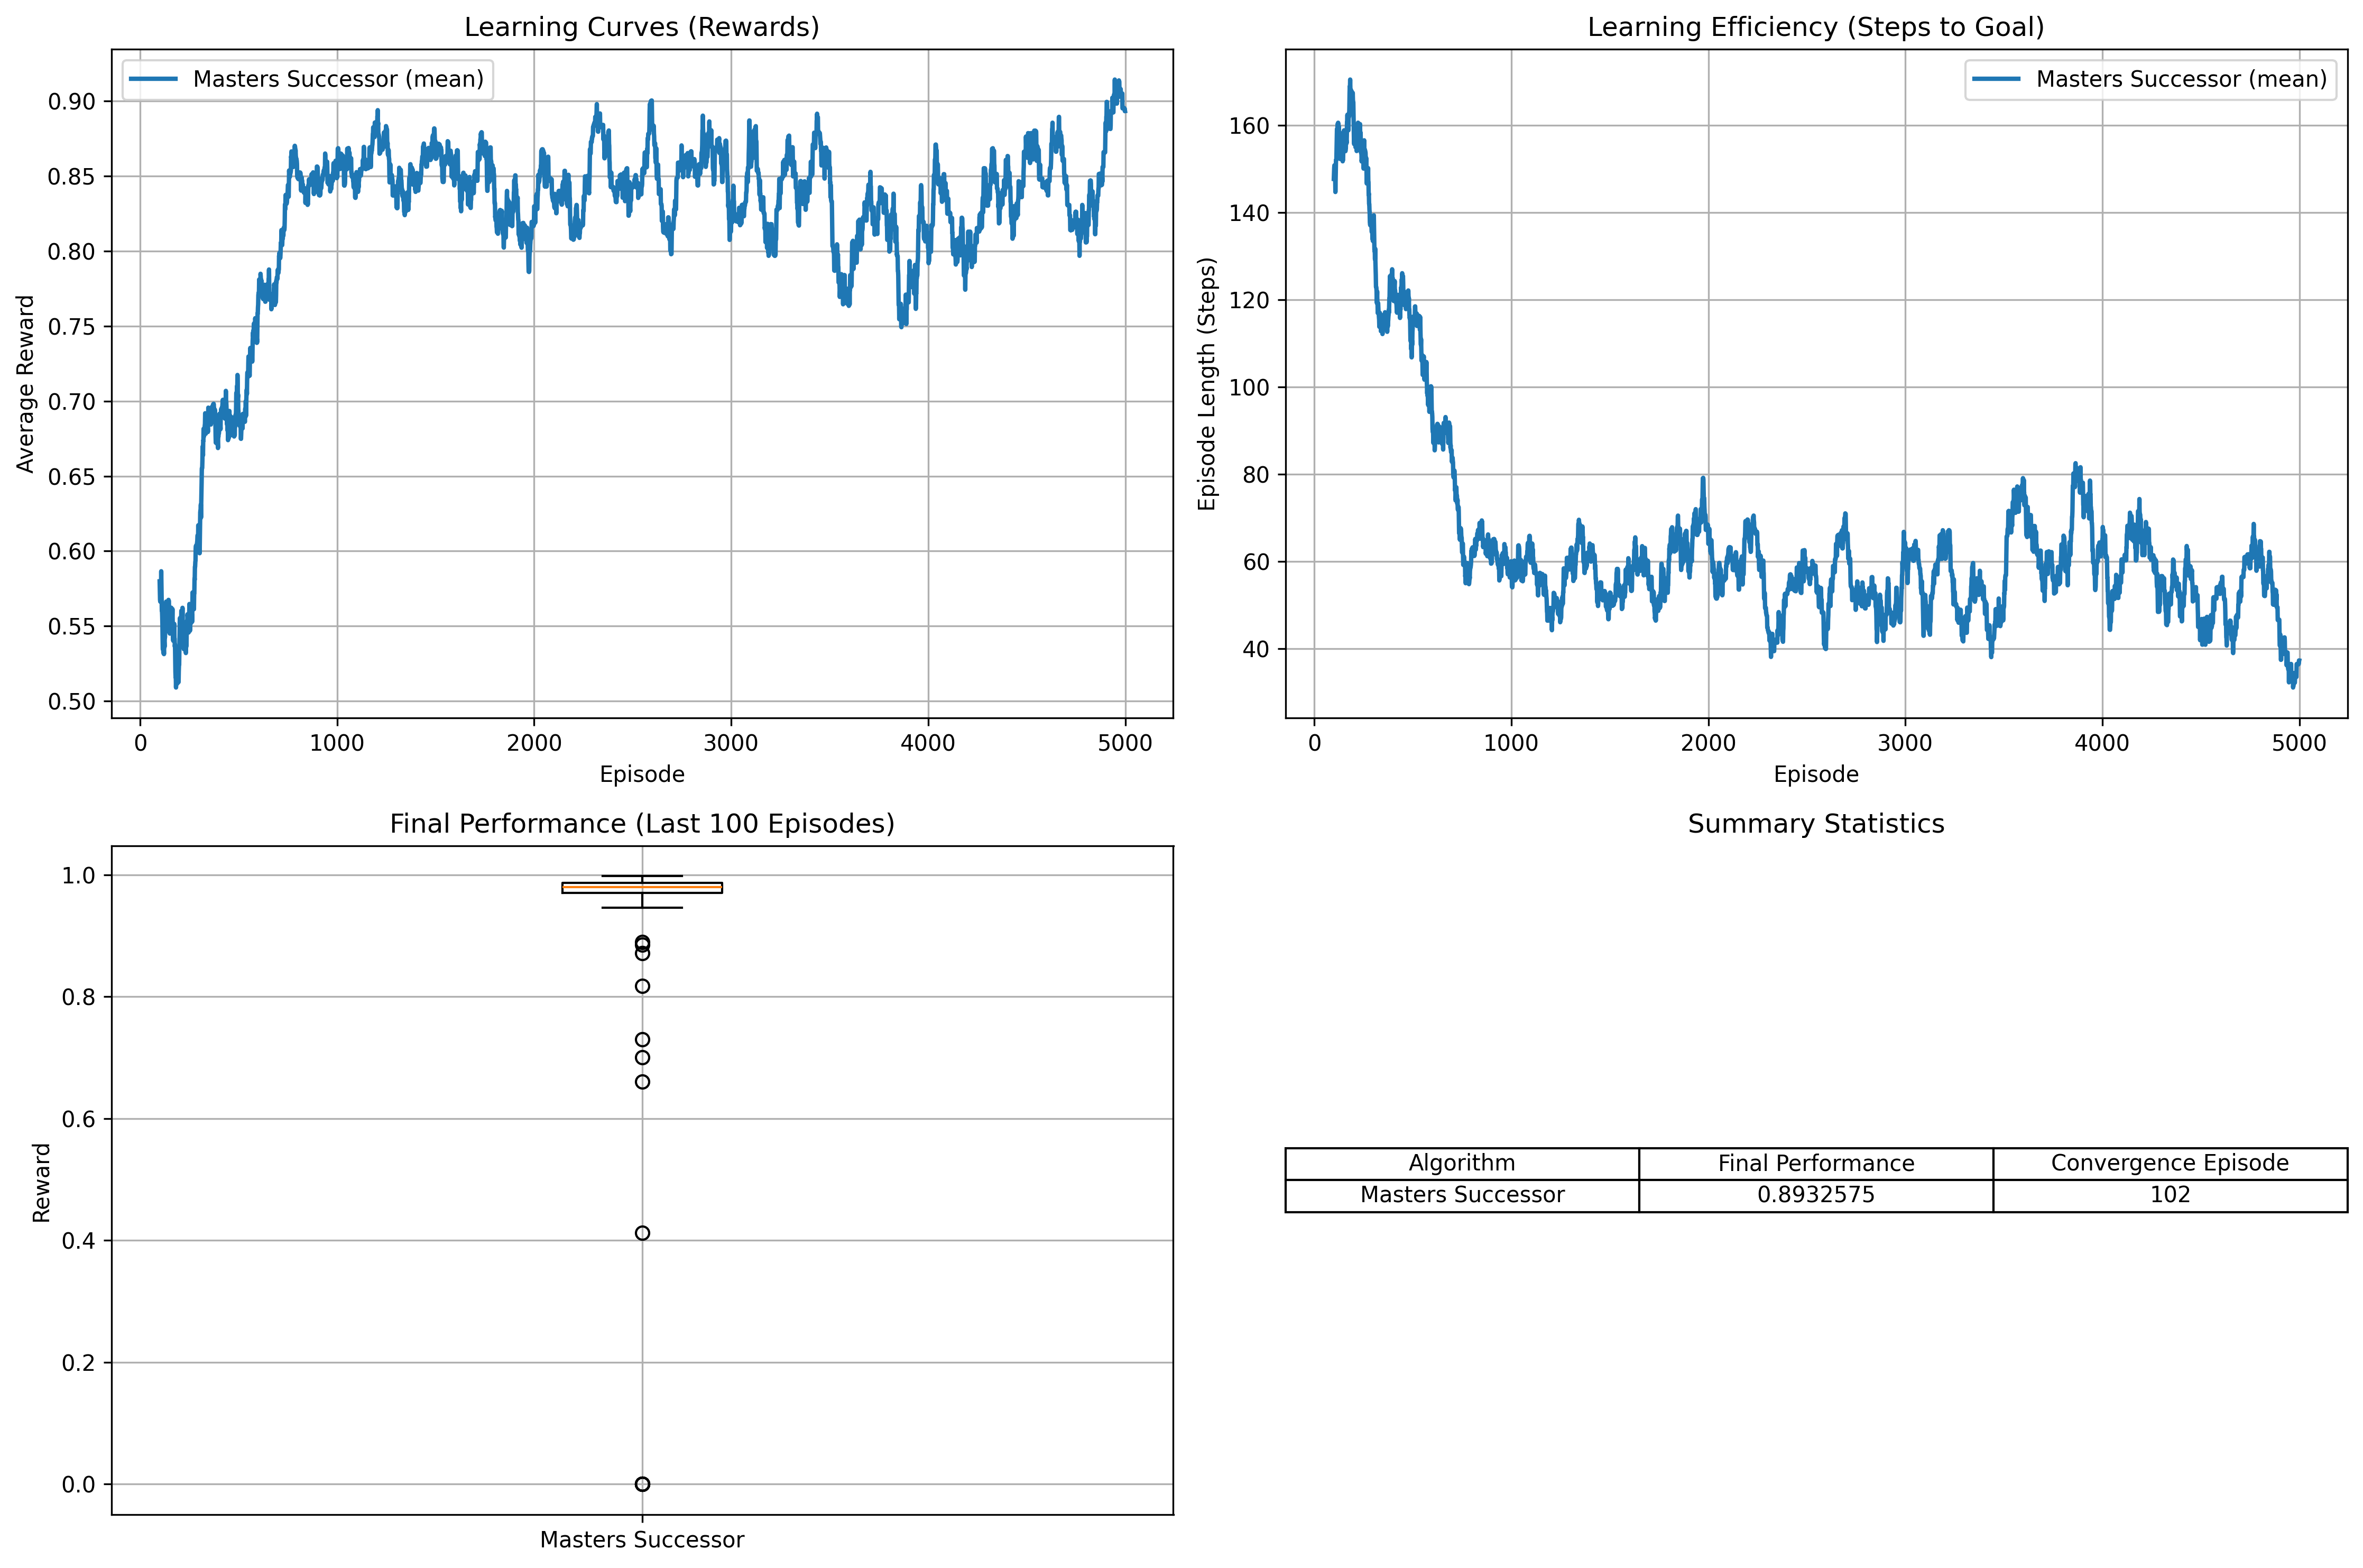 Learning Curves (Rewards)
Masters Successor (mean)
0.90
0.85
0.80
0.75
0.70
0.65
0.60
0.55
0.50
Average Reward
0 1000 2000 3000 4000 5000
Episode
Learning Efficiency (Steps to Goal)
Masters Successor (mean)
160
140
120
100
80
60
40
Episode Length (Steps)
0 1000 2000 3000 4000 5000
Episode
Final Performance (Last 100 Episodes)
1.0
0.8
0.6
0.4
0.2
0.0
Reward
Masters Successor
Summary Statistics
Algorithm Final Performance Convergence Episode
Masters Successor 0.8932575 102